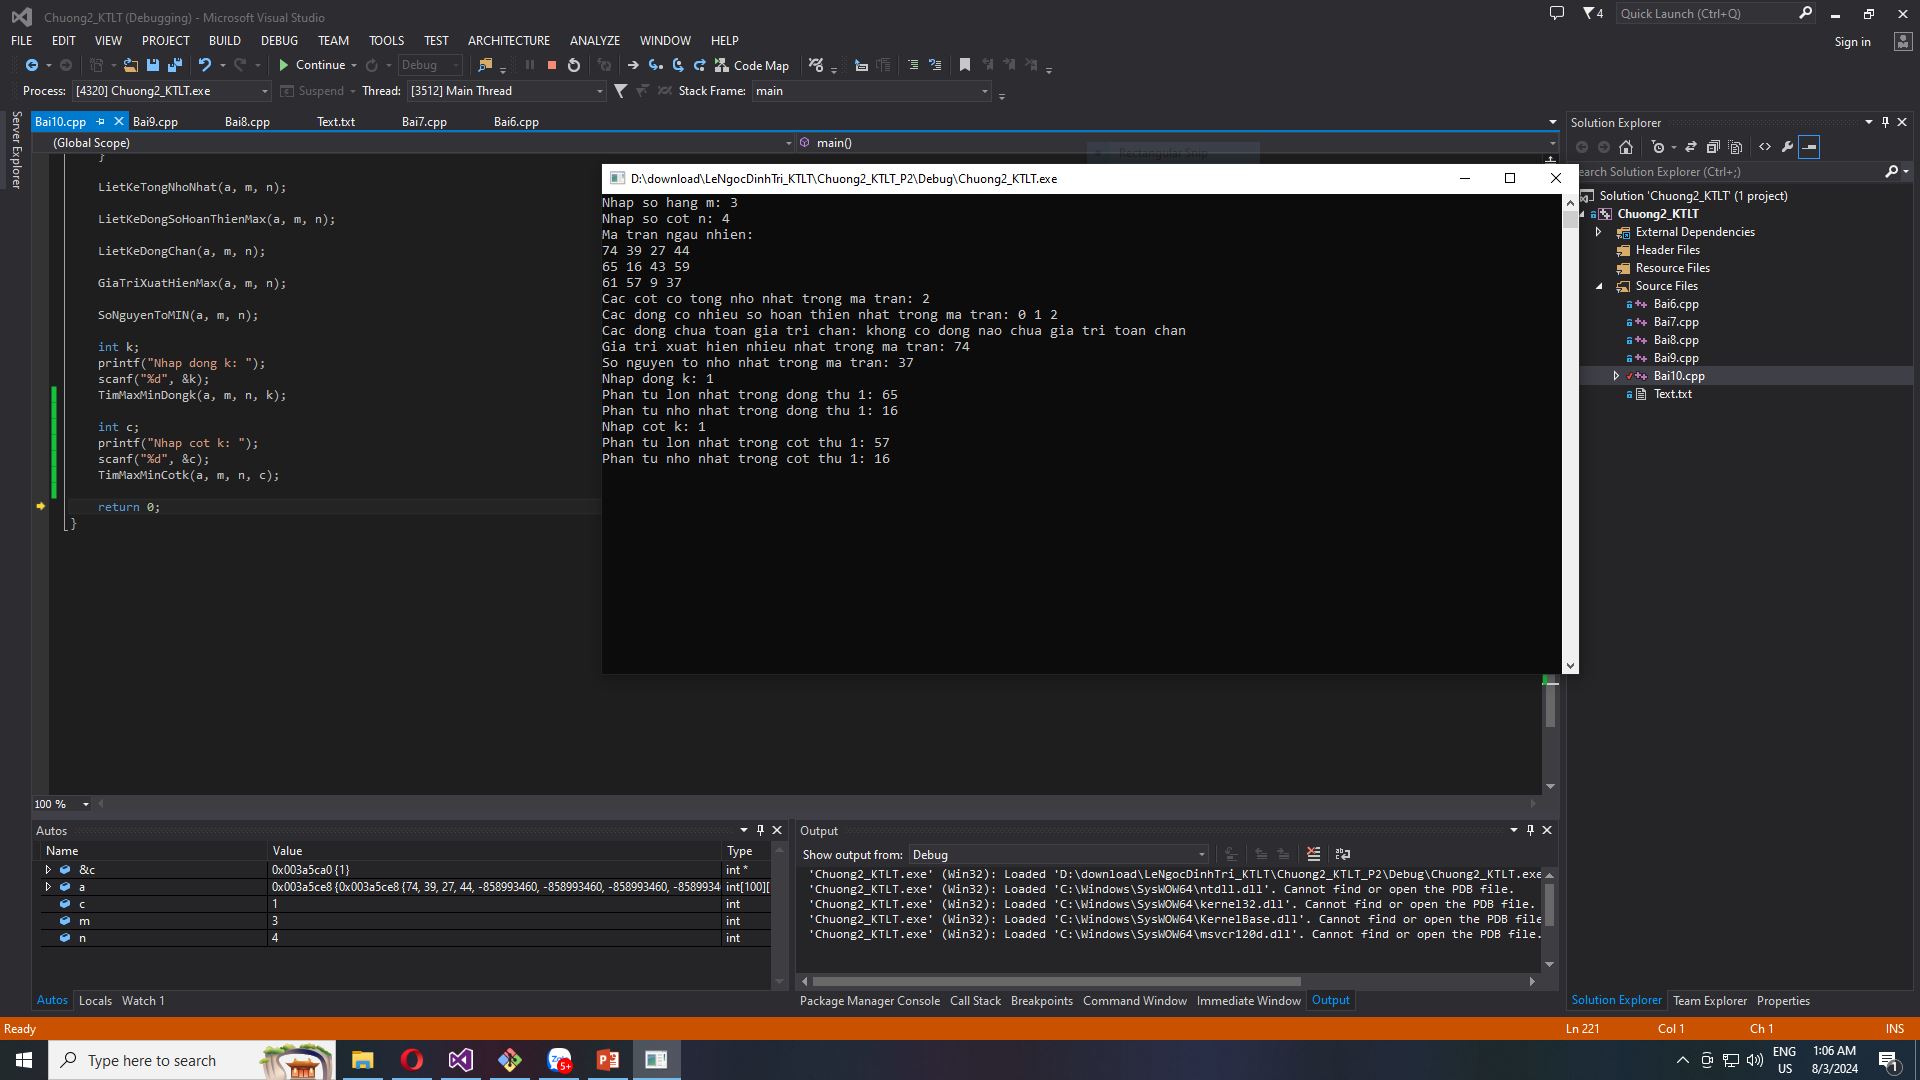 Chuong2_KTLT (Debugging) - Microsoft Visual Studio
4
Quick Launch (Ctrl+Q)
FILE EDIT VIEW PROJECT BUILD DEBUG TEAM TOOLS TEST ARCHITECTURE ANALYZE WINDOW HELP
Sign in
Continue Debug Code Map
Process: [4320] Chuong2_KTLT.exe Suspend Thread: [3512] Main Thread Stack Frame: main
Server Explorer
Bai10.cpp Bai9.cpp Bai8.cpp Text.txt Bai7.cpp Bai6.cpp
(Global Scope) main()
Rectangular Snip
}
LietKeTongNhoNhat(a, m, n);
LietKeDongSoHoanThienMax(a, m, n);
LietKeDongChan(a, m, n);
GiaTriXuatHienMax(a, m, n);
SoNguyenToMIN(a, m, n);
int k;
printf("Nhap dong k: ");
scanf("%d", &k);
TimMaxMinDongk(a, m, n, k);
int c;
printf("Nhap cot k: ");
scanf("%d", &c);
TimMaxMinCotk(a, m, n, c);
return 0;
}
D:\download\LeNgocDinhTri_KTLT\Chuong2_KTLT_P2\Debug\Chuong2_KTLT.exe
Nhap so hang m: 3
Nhap so cot n: 4
Ma tran ngau nhien:
74 39 27 44
65 16 43 59
61 57 9 37
Cac cot co tong nho nhat trong ma tran: 2
Cac dong co nhieu so hoan thien nhat trong ma tran: 0 1 2
Cac dong chua toan gia tri chan: khong co dong nao chua gia tri toan chan
Gia tri xuat hien nhieu nhat trong ma tran: 74
So nguyen to nho nhat trong ma tran: 37
Nhap dong k: 1
Phan tu lon nhat trong dong thu 1: 65
Phan tu nho nhat trong dong thu 1: 16
Nhap cot k: 1
Phan tu lon nhat trong cot thu 1: 57
Phan tu nho nhat trong cot thu 1: 16
Solution Explorer
earch Solution Explorer (Ctrl+;)
Solution 'Chuong2_KTLT' (1 project)
Chuong2_KTLT
External Dependencies
Header Files
Resource Files
Source Files
Bai6.cpp
Bai7.cpp
Bai8.cpp
Bai9.cpp
Bai10.cpp
Text.txt
100 %
Autos
Name Value Type
&c 0x003a5ca0 {1} int *
a 0x003a5ce8 {0x003a5ce8 {74, 39, 27, 44, -858993460, -858993460, -858993460, -8589934 int[100][
c 1 int
m 3 int
n 4 int
Autos Locals Watch 1
Output
Show output from: Debug
'Chuong2_KTLT.exe' (Win32): Loaded 'D:\download\LeNgocDinhTri_KTLT\Chuong2_KTLT_P2\Debug\Chuong2_KTLT.exe
'Chuong2_KTLT.exe' (Win32): Loaded 'C:\Windows\SysWOW64\ntdll.dll'. Cannot find or open the PDB file.
'Chuong2_KTLT.exe' (Win32): Loaded 'C:\Windows\SysWOW64\kernel32.dll'. Cannot find or open the PDB file.
'Chuong2_KTLT.exe' (Win32): Loaded 'C:\Windows\SysWOW64\KernelBase.dll'. Cannot find or open the PDB file
'Chuong2_KTLT.exe' (Win32): Loaded 'C:\Windows\SysWOW64\msvcr120d.dll'. Cannot find or open the PDB file.
Package Manager Console Call Stack Breakpoints Command Window Immediate Window Output
Solution Explorer Team Explorer Properties
Ready Ln 221 Col 1 Ch 1 INS
Type here to search
5+
ENG
US
1:06 AM
8/3/2024
1